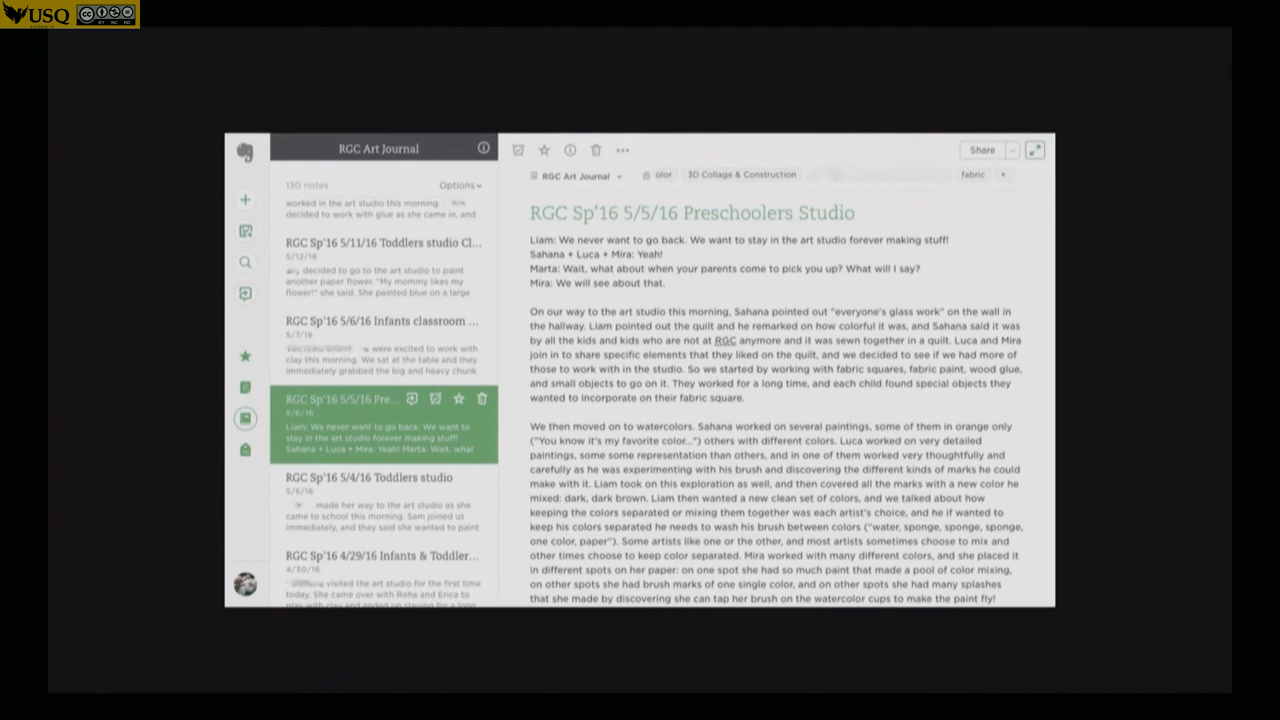 USQ
AUSTRALIA
BY NC ND
RGC Art Journal
130 notes
Options
worked in the art studio this morning.
decided to work with glue as she came in, and
RGC Sp'16 5/11/16 Toddlers studio Cl...
5/12/16
decided to go to the art studio to paint
another paper flower. "My mommy likes my
flower!" she said. She painted blue on a large
RGC Sp'16 5/6/16 Infants classroom ...
5/7/16
were excited to work with
clay this morning. We sat at the table and they
immediately grabbed the big and heavy chunk
RGC Sp'16 5/5/16 Pre...
5/6/16
Liam: We never want to go back. We want to
stay in the art studio forever making stuff!
Sahana + Luca + Mira: Yeah! Marta: Wait, what
RGC Sp'16 5/4/16 Toddlers studio
5/5/16
made her way to the art studio as she
came to school this morning. Sam joined us
immediately, and they said she wanted to paint
RGC Sp'16 4/29/16 Infants & Toddler...
4/30/16
visited the art studio for the first time
today. She came over with Roha and Erica to
play with clay and ended up staying for a long
Share
RGC Art Journal
olor
3D Collage & Construction
fabric
+
RGC Sp'16 5/5/16 Preschoolers Studio
Liam: We never want to go back. We want to stay in the art studio forever making stuff!
Sahana + Luca + Mira: Yeah!
Marta: Wait, what about when your parents come to pick you up? What will I say?
Mira: We will see about that.
On our way to the art studio this morning, Sahana pointed out "everyone's glass work" on the wall in
the hallway. Liam pointed out the quilt and he remarked on how colorful it was, and Sahana said it was
by all the kids and kids who are not at RGC anymore and it was sewn together in a quilt. Luca and Mira
join in to share specific elements that they liked on the quilt, and we decided to see if we had more of
those to work with in the studio. So we started by working with fabric squares, fabric paint, wood glue,
and small objects to go on it. They worked for a long time, and each child found special objects they
wanted to incorporate on their fabric square.
We then moved on to watercolors. Sahana worked on several paintings, some of them in orange only
("You know it's my favorite color...") others with different colors. Luca worked on very detailed
paintings, some some representation than others, and in one of them worked very thoughtfully and
carefully as he was experimenting with his brush and discovering the different kinds of marks he could
make with it. Liam took on this exploration as well, and then covered all the marks with a new color he
mixed: dark, dark brown. Liam then wanted a new clean set of colors, and we talked about how
keeping the colors separated or mixing them together was each artist's choice, and he if wanted to
keep his colors separated he needs to wash his brush between colors ("water, sponge, sponge, sponge,
one color, paper"). Some artists like one or the other, and most artists sometimes choose to mix and
other times choose to keep color separated. Mira worked with many different colors, and she placed it
in different spots on her paper: on one spot she had so much paint that made a pool of color mixing,
on other spots she had brush marks of one single color, and on other spots she had many splashes
that she made by discovering she can tap her brush on the watercolor cups to make the paint fly!